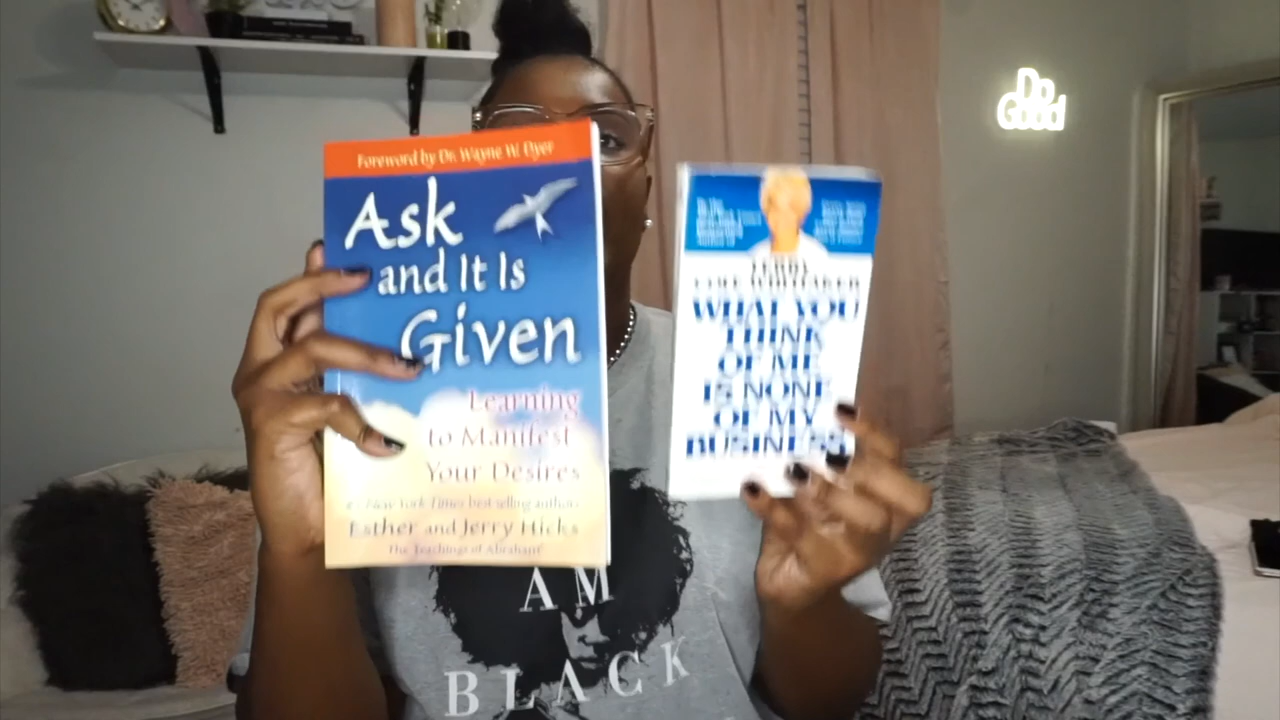 Do
Good
Foreword by Dr. Wayne W. Dyer
Ask
and It Is
Given
Learning
to Manifest
Your Desires
New York Times best-selling authors
Esther and Jerry Hicks
The Teachings of Abraham
WHAT YOU
THINK
OF ME
IS NONE
OF MY
BUSINESS
AM
BLACK